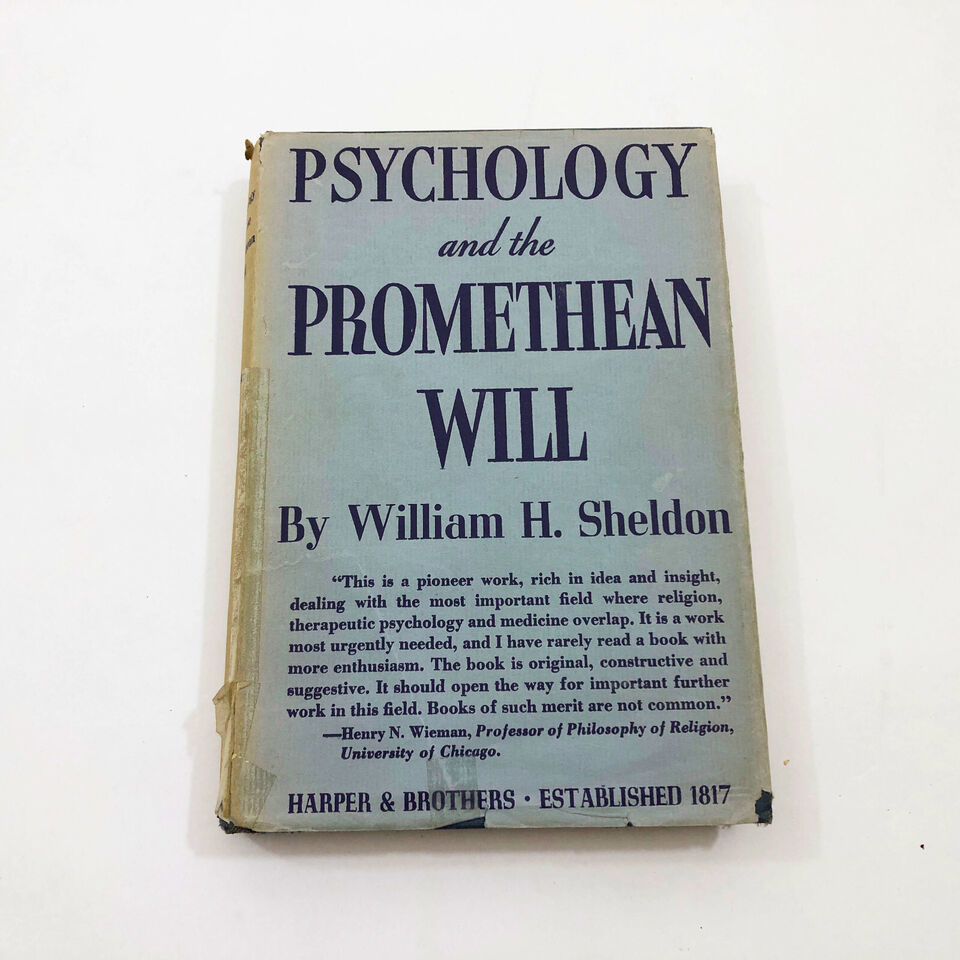 PSYCHOLOGY
and the
PROMETHEAN
WILL
By William H. Sheldon
"This is a pioneer work, rich in idea and insight,
dealing with the most important field where religion,
therapeutic psychology and medicine overlap. It is a work
most urgently needed, and I have rarely read a book with
more enthusiasm. The book is original, constructive and
suggestive. It should open the way for important further
work in this field. Books of such merit are not common."
—Henry N. Wieman, Professor of Philosophy of Religion,
University of Chicago.
HARPER & BROTHERS • ESTABLISHED 1817